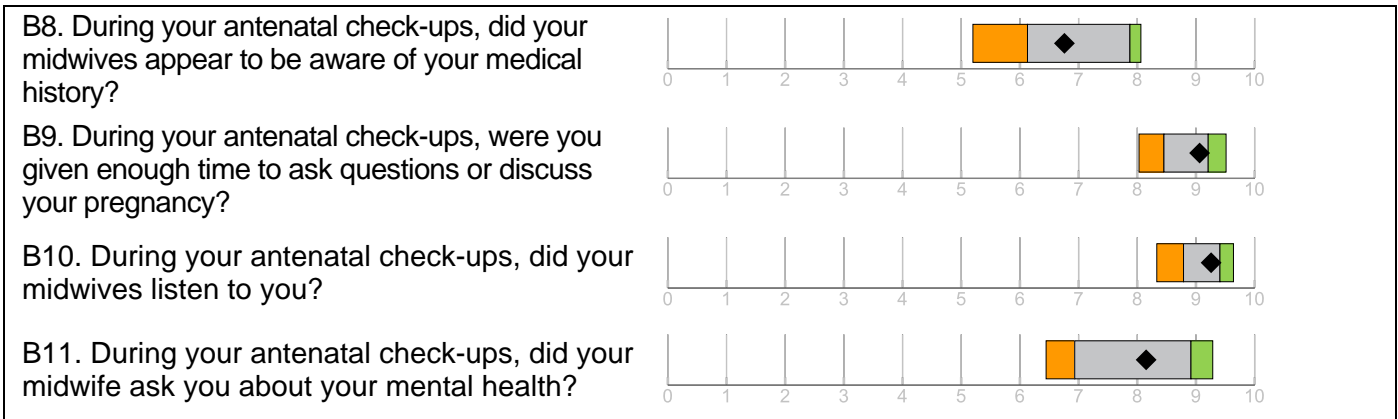 B8. During your antenatal check-ups, did your
midwives appear to be aware of your medical
history?
0 1 2 3 4 5 6 7 8 9 10
B9. During your antenatal check-ups, were you
given enough time to ask questions or discuss
your pregnancy?
0 1 2 3 4 5 6 7 8 9 10
B10. During your antenatal check-ups, did your
midwives listen to you?
0 1 2 3 4 5 6 7 8 9 10
B11. During your antenatal check-ups, did your
midwife ask you about your mental health?
0 1 2 3 4 5 6 7 8 9 10